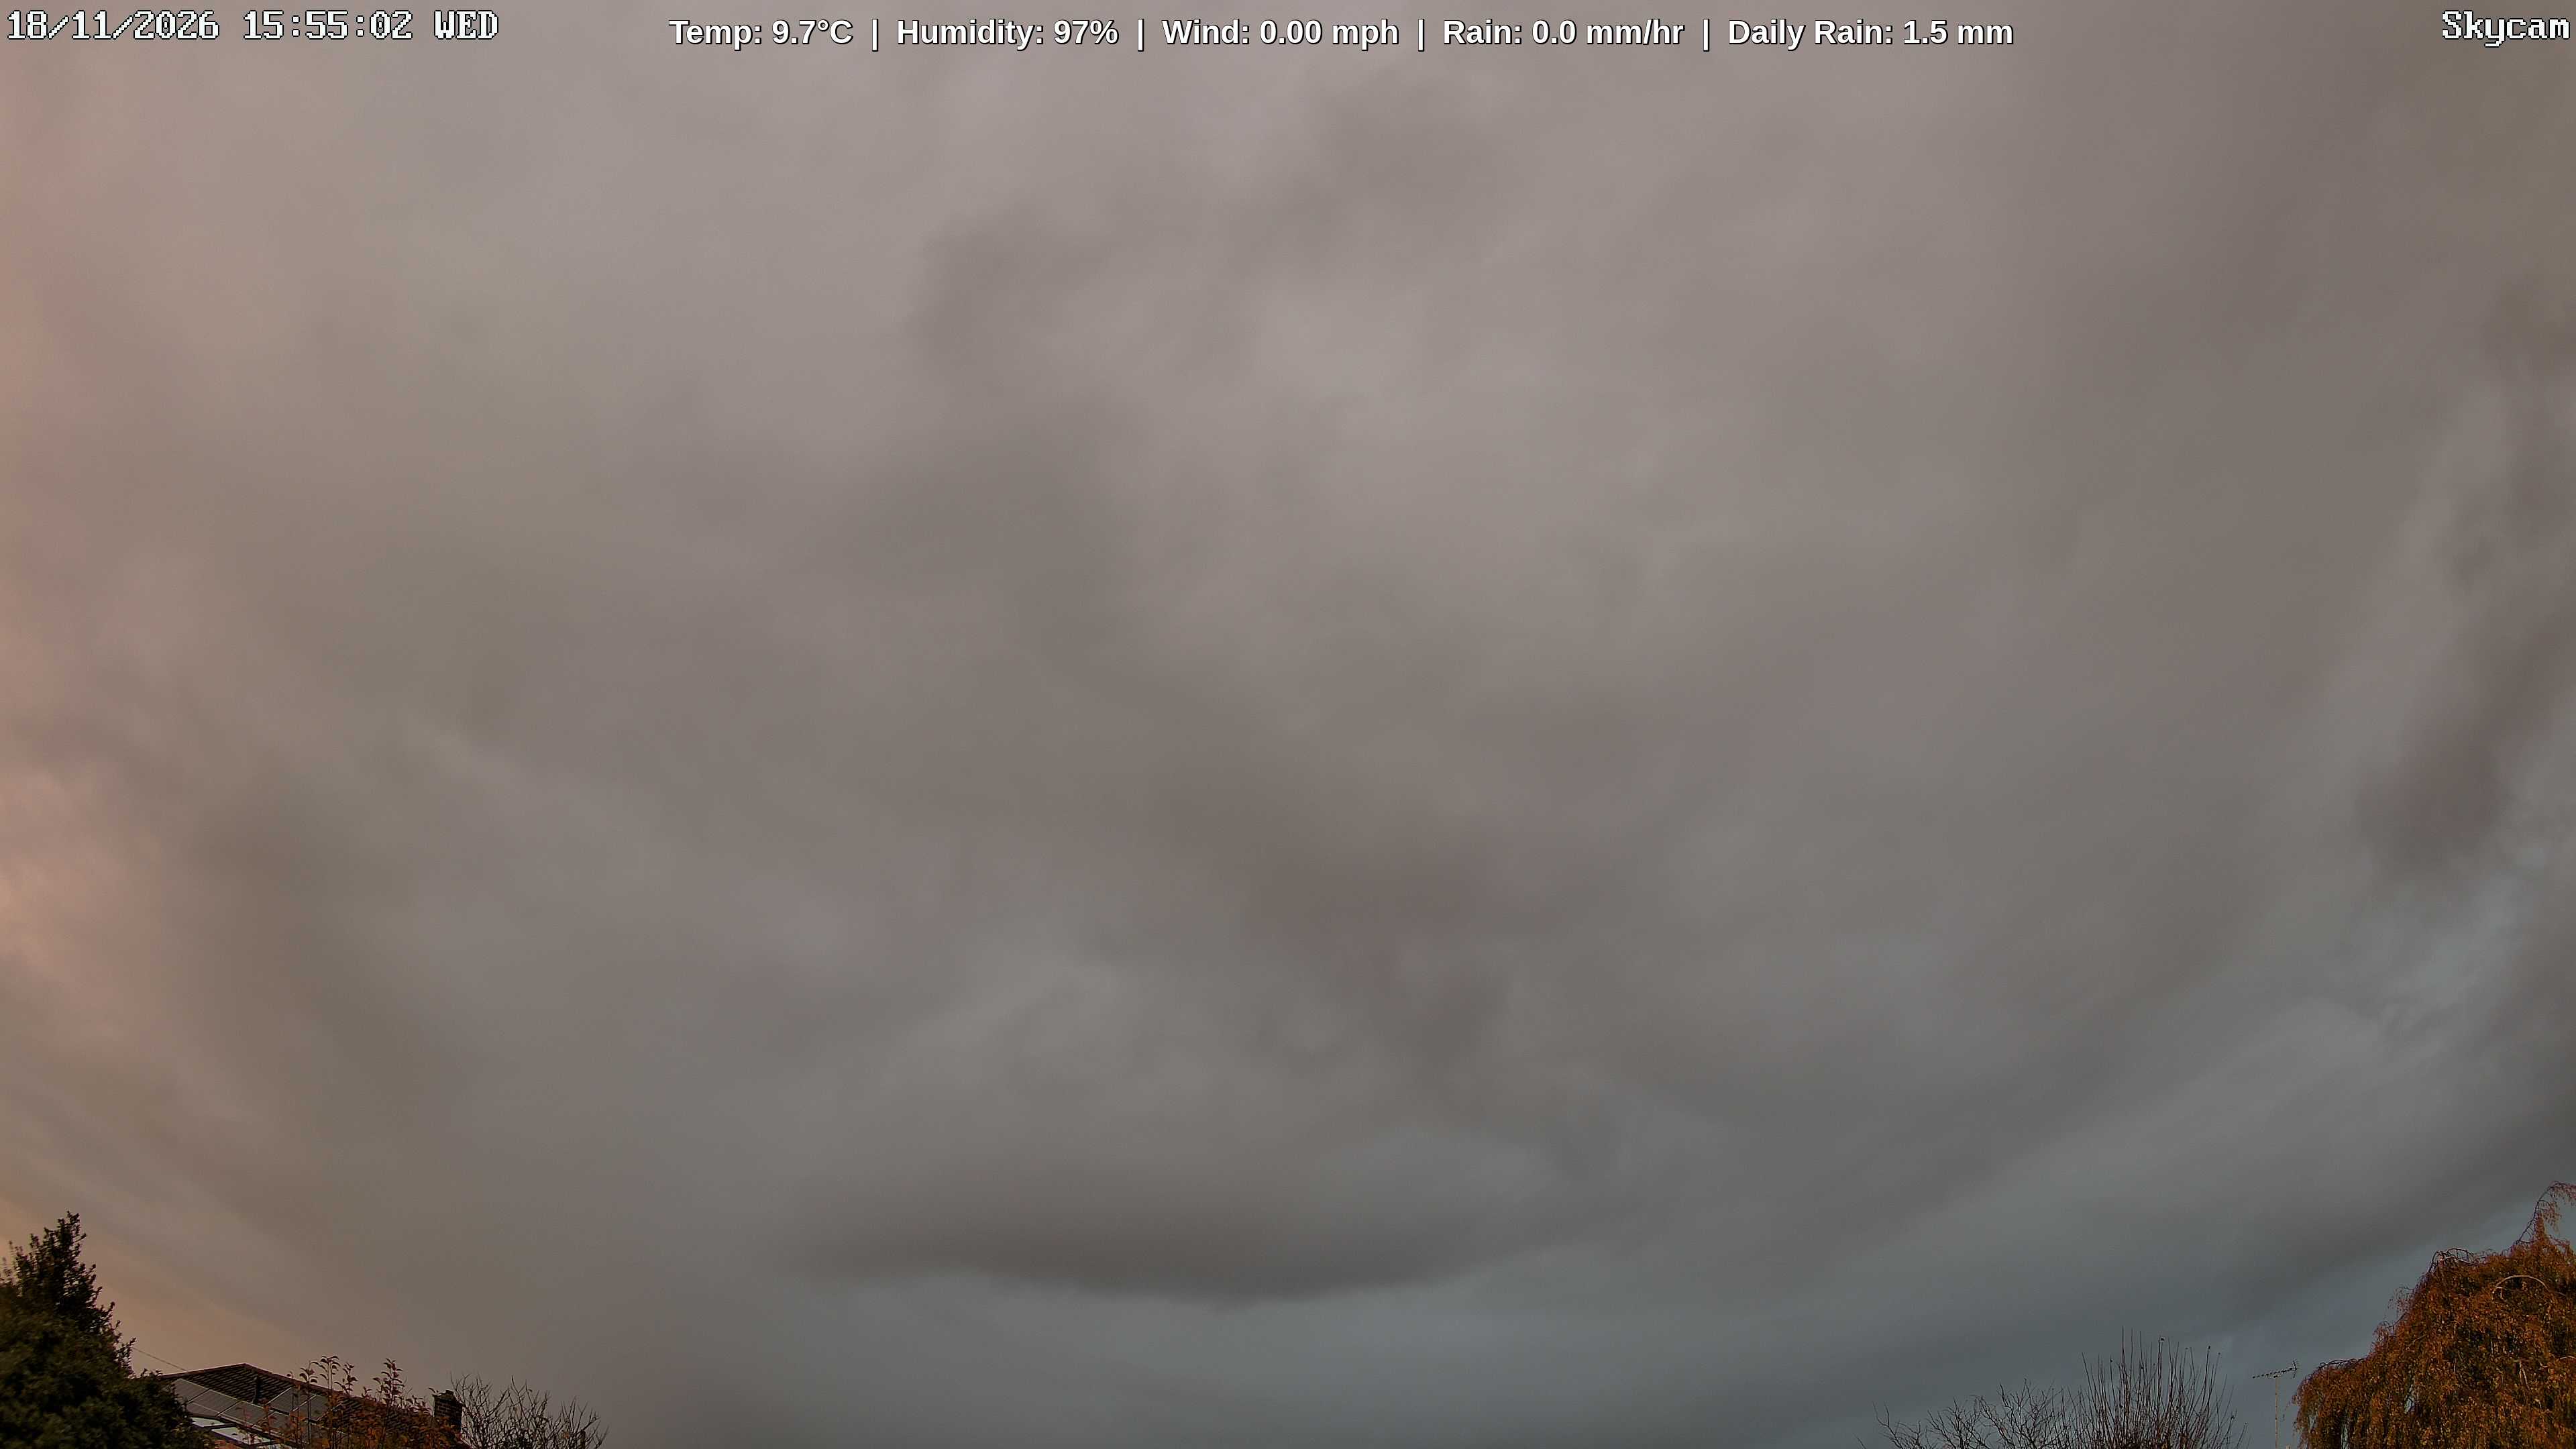 18/11/2026 15:55:02 WED
Temp: 9.7°C | Humidity: 97% | Wind: 0.00 mph | Rain: 0.0 mm/hr | Daily Rain: 1.5 mm
Skycam